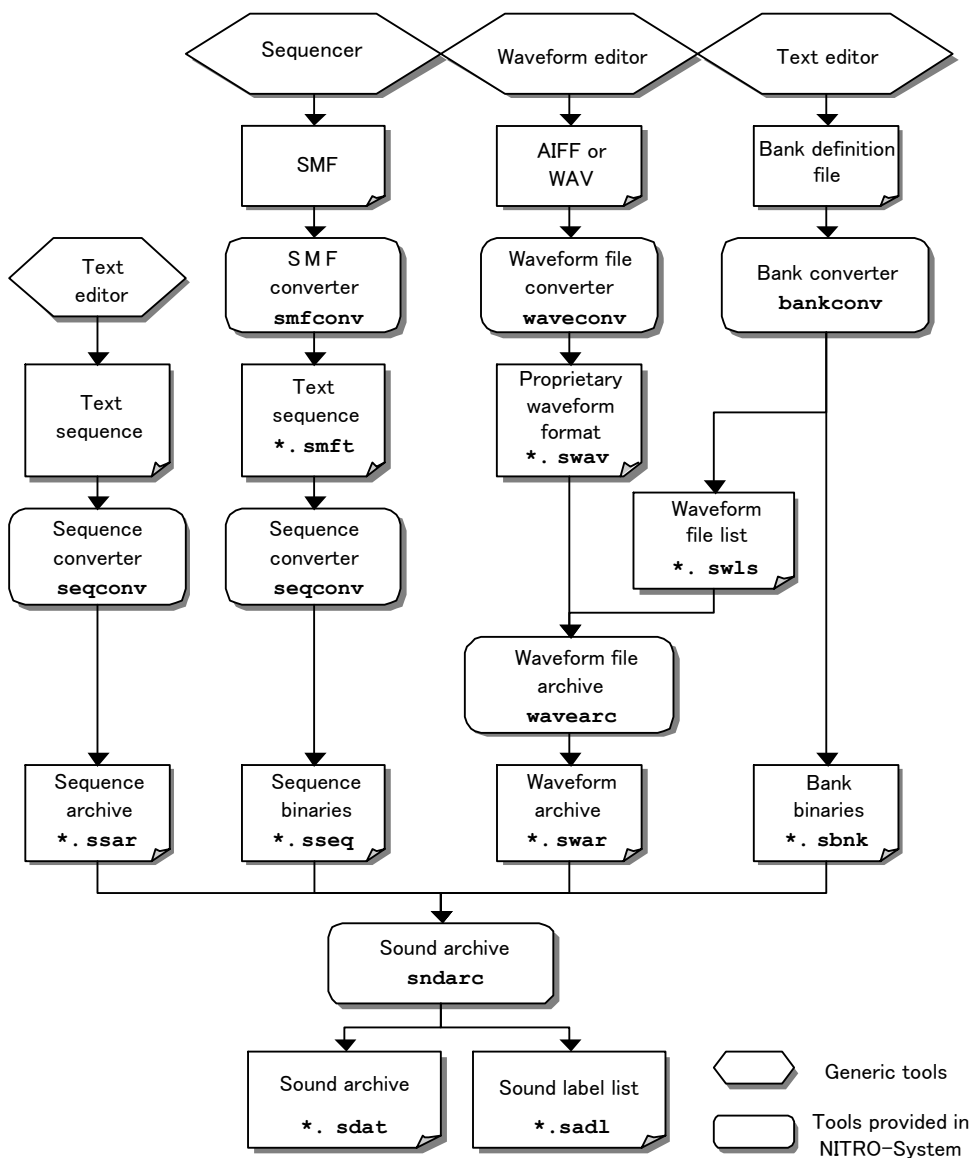 Sequencer
Waveform editor
Text editor
SMF
AIFF or
WAV
Bank definition
file
Text
editor
SMF
converter
smfconv
Waveform file
converter
waveconv
Bank converter
bankconv
Text
sequence
Text
sequence
*. smft
Proprietary
waveform
format
*. swav
Waveform
file list
*. swls
Sequence
converter
seqconv
Sequence
converter
seqconv
Waveform file
archive
wavearc
Sequence
archive
*. ssar
Sequence
binaries
*. sseq
Waveform
archive
*. swar
Bank
binaries
*. sbnk
Sound archive
sndarc
Sound archive
*. sdat
Sound label list
*.sadl
Generic tools
Tools provided in
NITRO-System